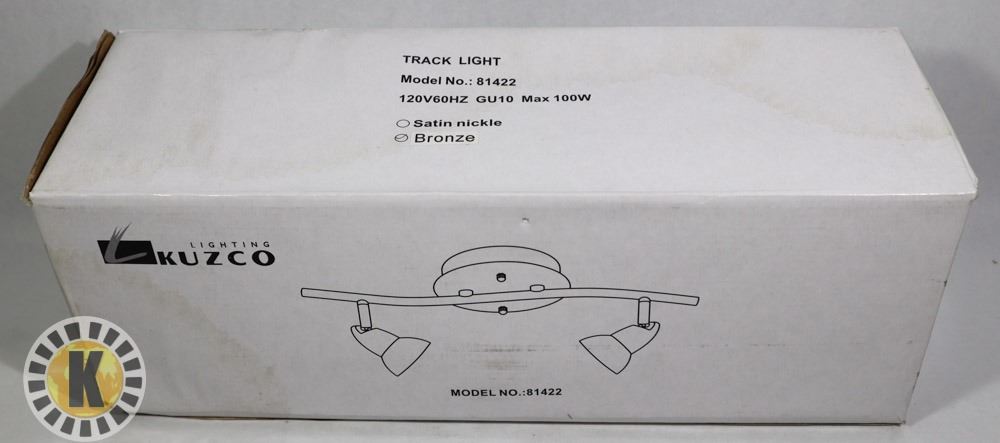 TRACK LIGHT
Model No.: 81422
120V60HZ GU10 Max 100W
Satin nickle
Bronze
LIGHTING
KUZCO
MODEL NO.:81422
K